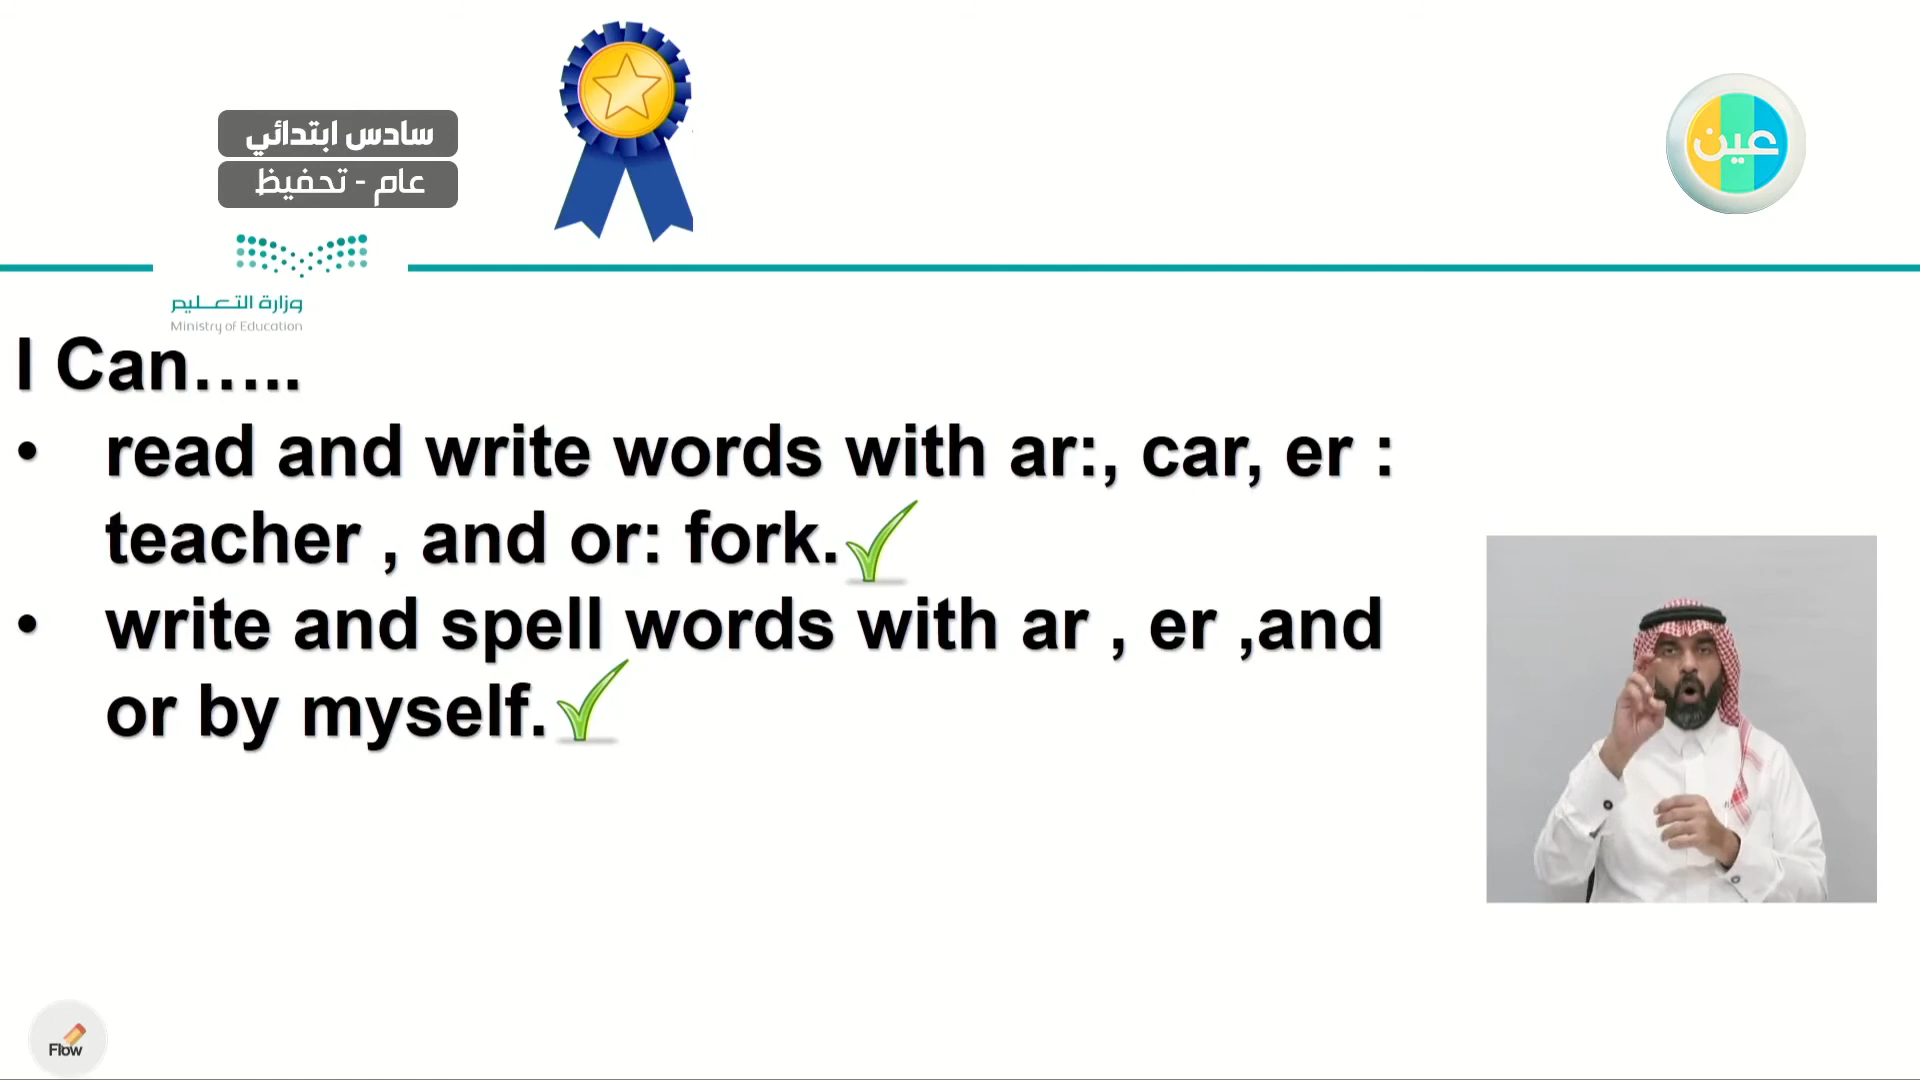 سادس ابتدائي
عام - تحفيظ
عين
وزارة التعليم
Ministry of Education
I Can.....
• read and write words with ar:, car, er :
teacher , and or: fork.
• write and spell words with ar , er ,and
or by myself.
Flow